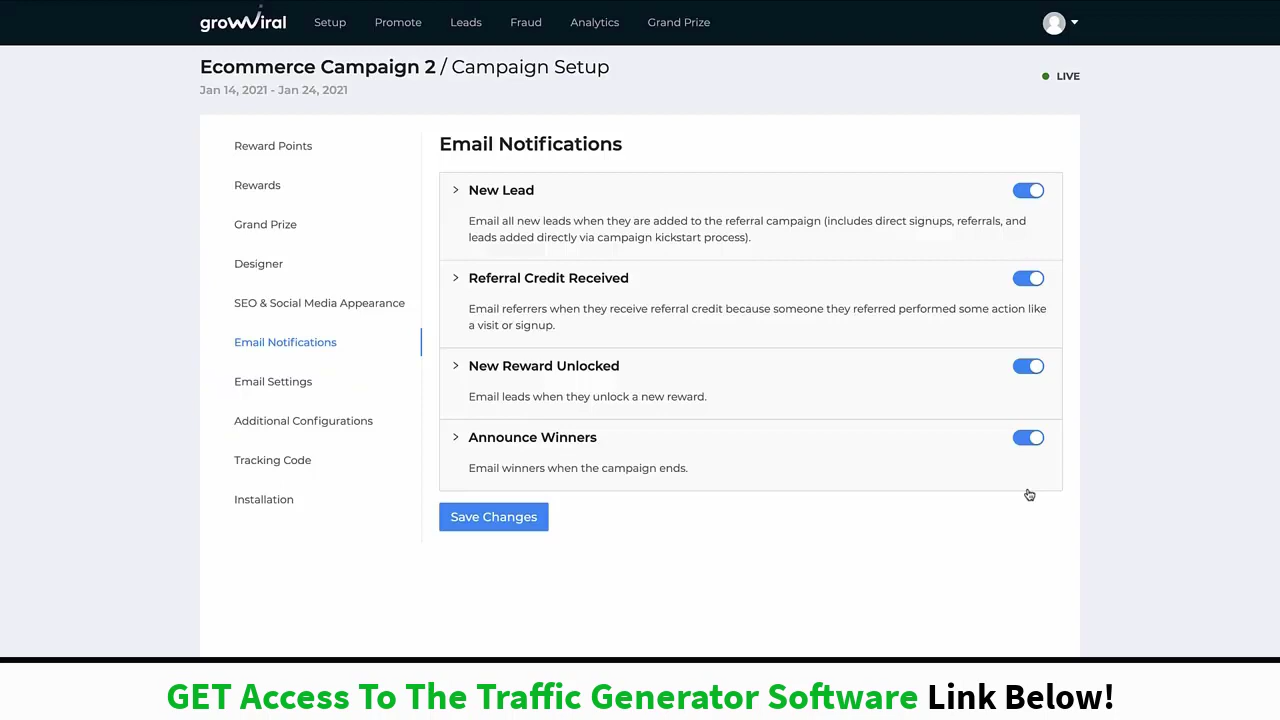 growviral Setup Promote Leads Fraud Analytics Grand Prize
Ecommerce Campaign 2 / Campaign Setup
LIVE
Jan 14, 2021 - Jan 24, 2021
Reward Points
Rewards
Grand Prize
Designer
SEO & Social Media Appearance
Email Notifications
Email Settings
Additional Configurations
Tracking Code
Installation
Email Notifications
New Lead
Email all new leads when they are added to the referral campaign (includes direct signups, referrals, and
leads added directly via campaign kickstart process).
Referral Credit Received
Email referrers when they receive referral credit because someone they referred performed some action like
a visit or signup.
New Reward Unlocked
Email leads when they unlock a new reward.
Announce Winners
Email winners when the campaign ends.
Save Changes
GET Access To The Traffic Generator Software Link Below!